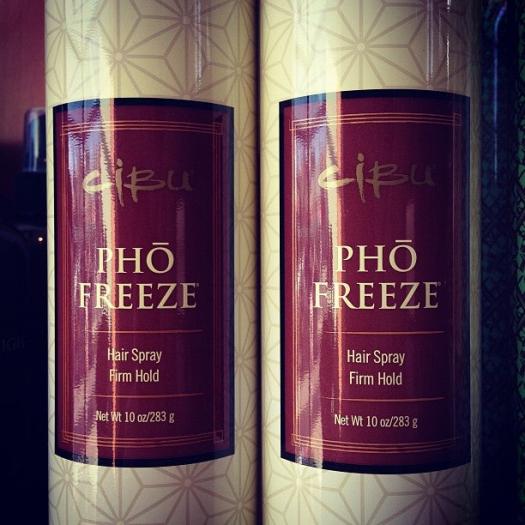 CiBU
PHŌ
FREEZE®
Hair Spray
Firm Hold
Net Wt 10 oz/283 g
CiBU
PHŌ
FREEZE®
Hair Spray
Firm Hold
Net Wt 10 oz/283 g